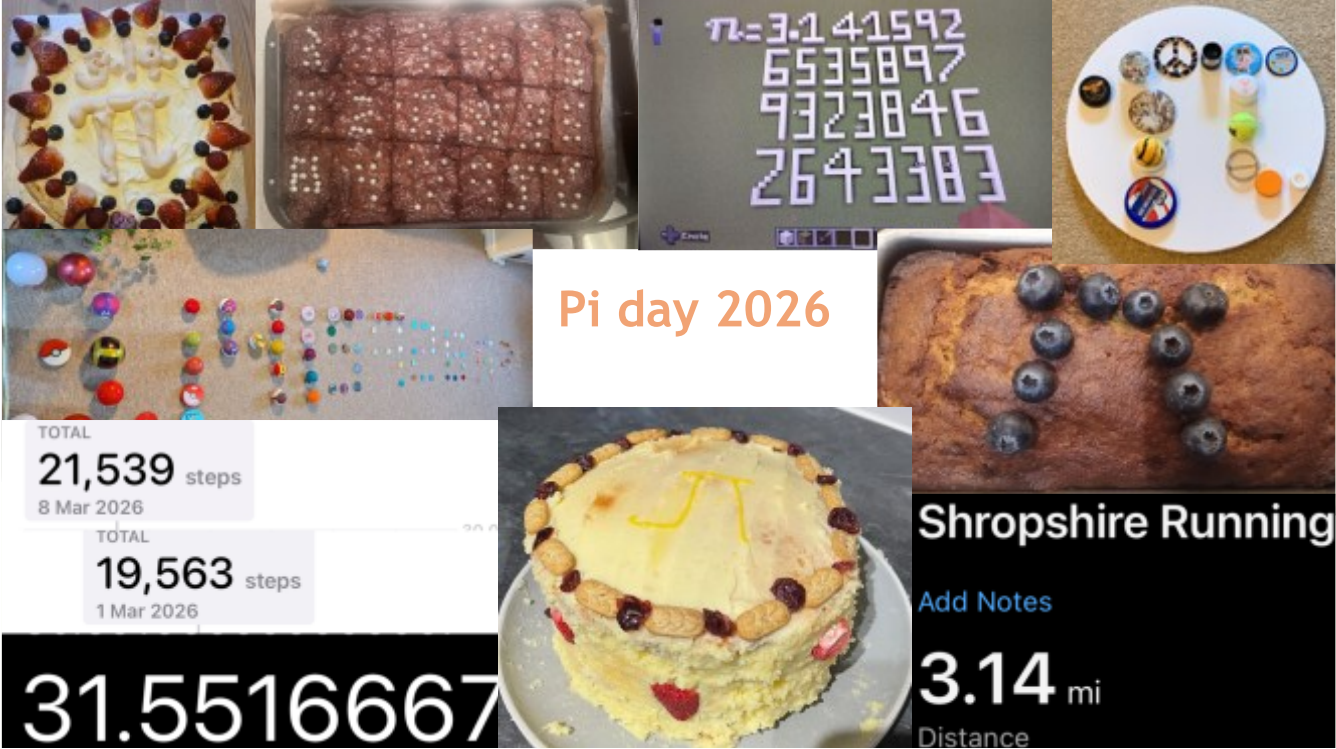 π
π=3.141592
6535897
9323846
2643383
π
Pi day 2026
π
TOTAL
21,539 steps
8 Mar 2026
TOTAL
19,563 steps
1 Mar 2026
31.5516667
π
Shropshire Running
Add Notes
3.14 mi
Distance